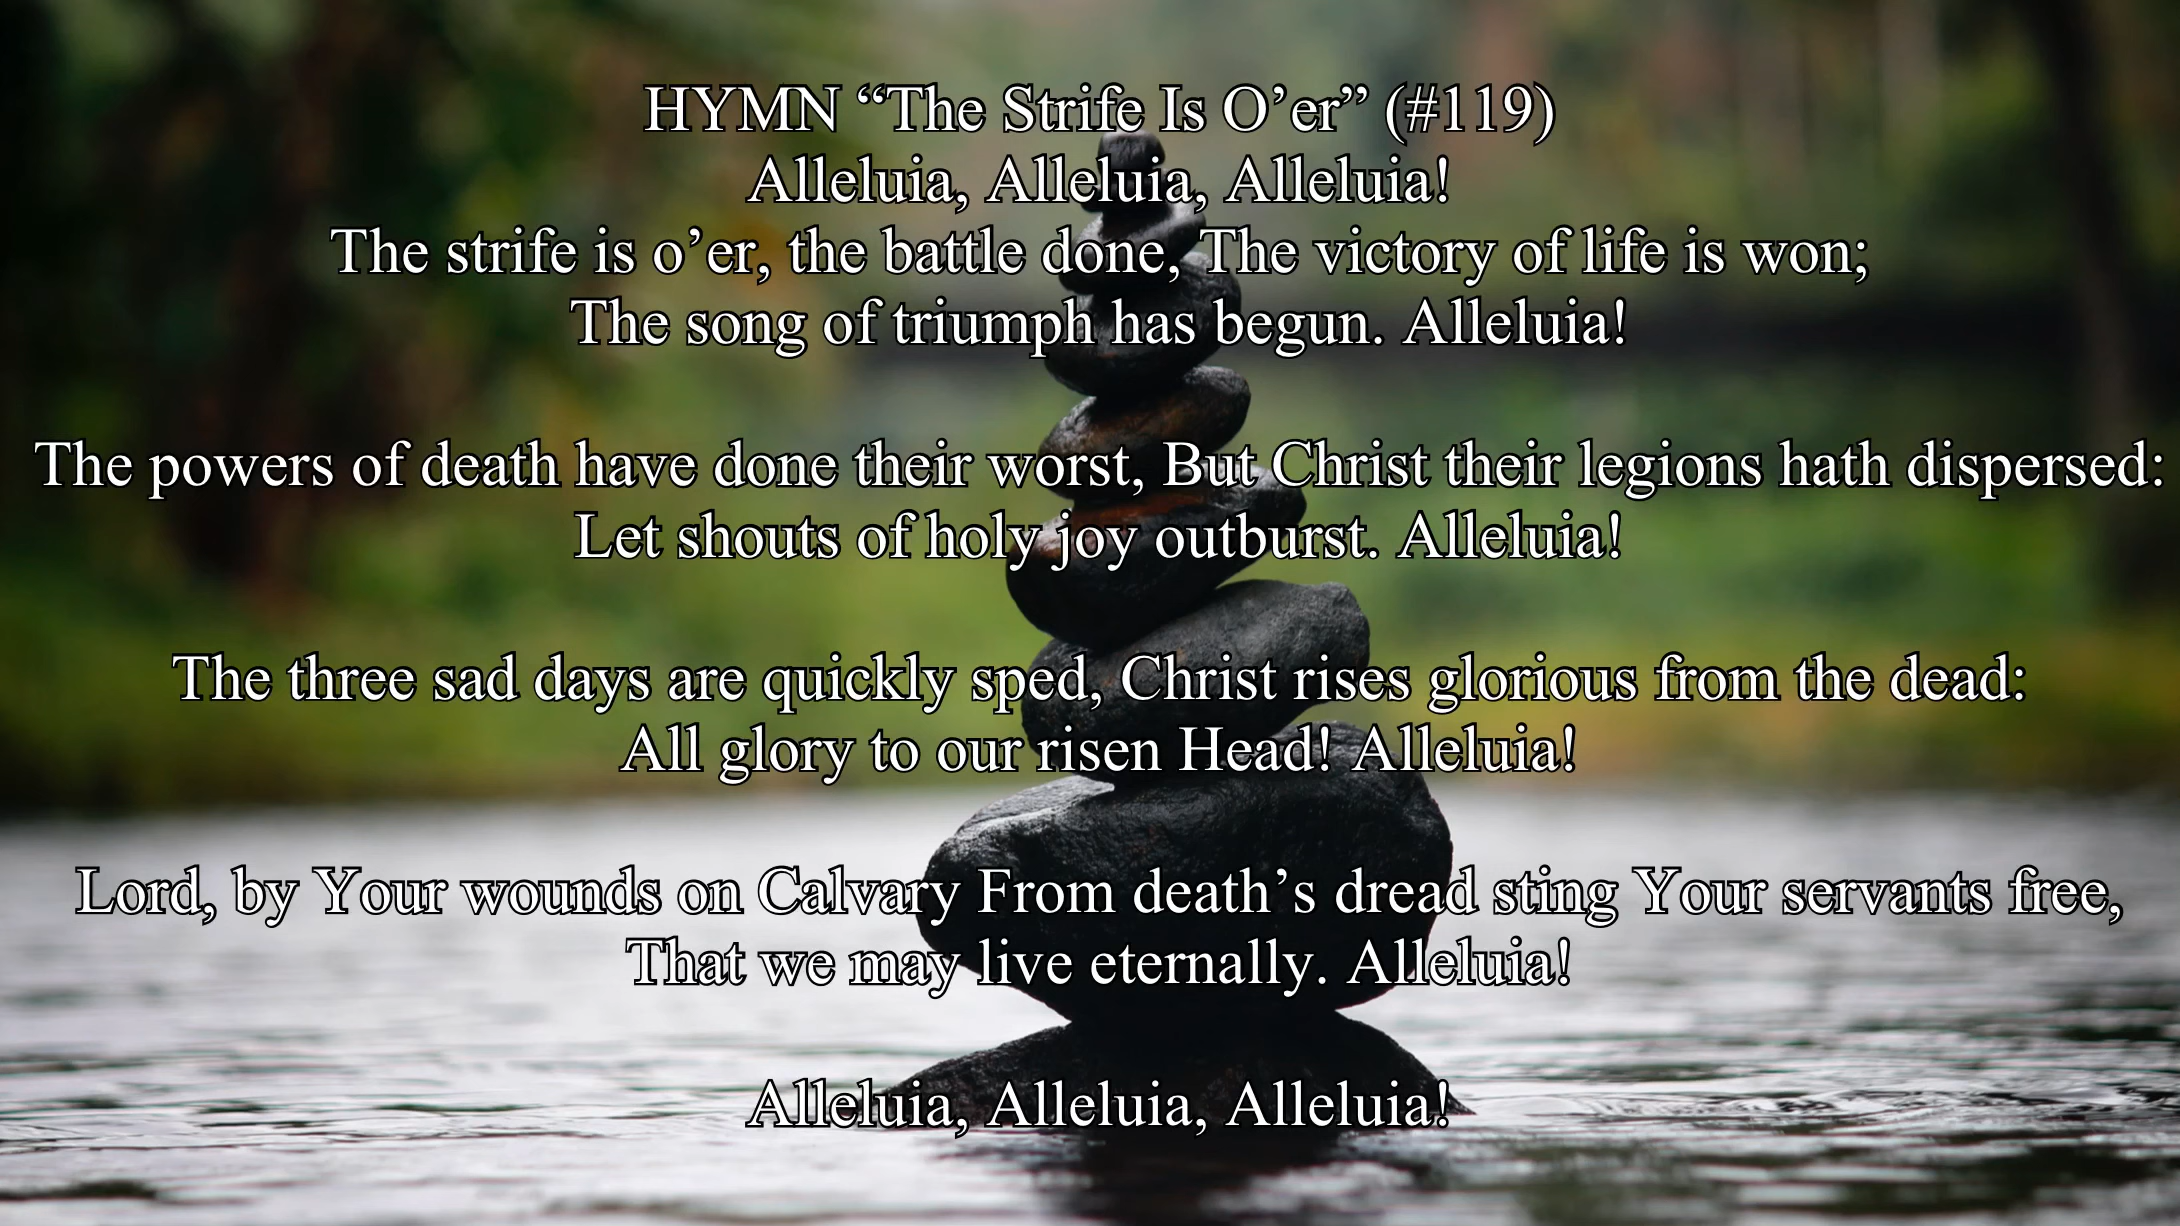 HYMN “The Strife Is O’er” (#119)
Alleluia, Alleluia, Alleluia!
The strife is o’er, the battle done, The victory of life is won;
The song of triumph has begun. Alleluia!
The powers of death have done their worst, But Christ their legions hath dispersed:
Let shouts of holy joy outburst. Alleluia!
The three sad days are quickly sped, Christ rises glorious from the dead:
All glory to our risen Head! Alleluia!
Lord, by Your wounds on Calvary From death’s dread sting Your servants free,
That we may live eternally. Alleluia!
Alleluia, Alleluia, Alleluia!